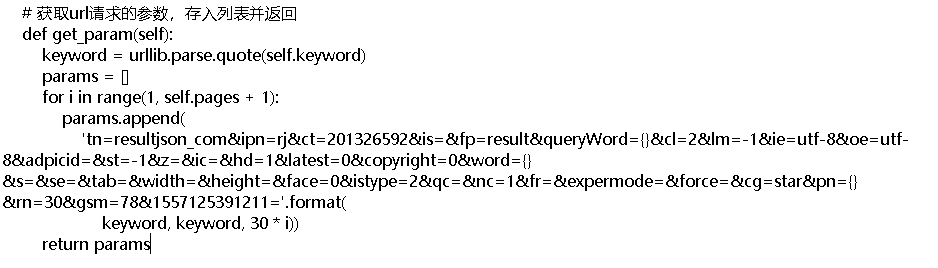 # 获取url请求的参数，存入列表并返回
def get_param(self):
keyword = urllib.parse.quote(self.keyword)
params = []
for i in range(1, self.pages + 1):
params.append(
'tn=resultjson_com&ipn=rj&ct=201326592&is=&fp=result&queryWord={}&cl=2&lm=-1&ie=utf-8&oe=utf-
8&adpicid=&st=-1&z=&ic=&hd=1&latest=0&copyright=0&word={}
&s=&se=&tab=&width=&height=&face=0&istype=2&qc=&nc=1&fr=&expermode=&force=&cg=star&pn={}
&rn=30&gsm=78&1557125391211='.format(
keyword, keyword, 30 * i))
return params